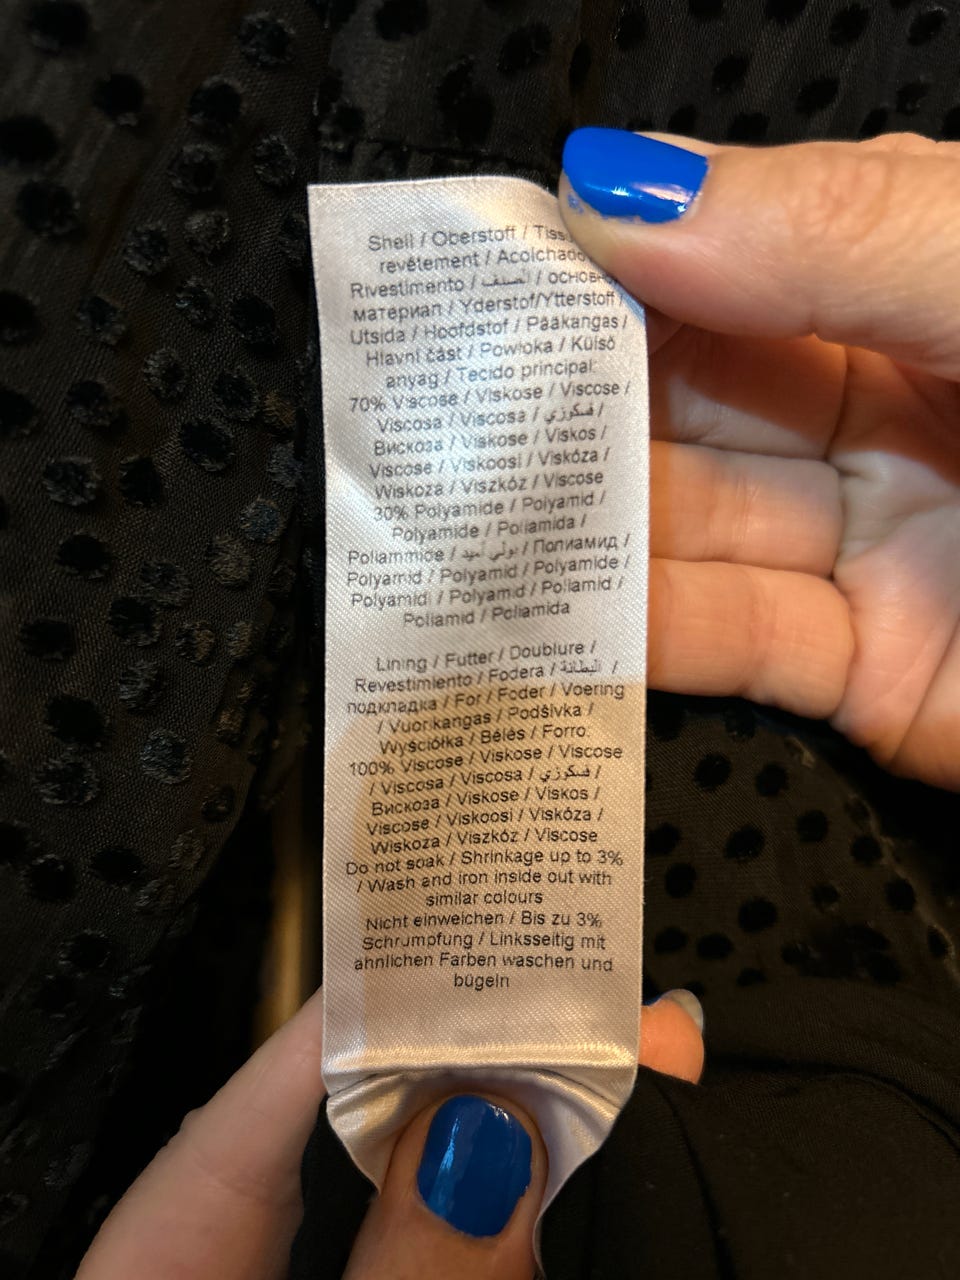 Shell / Oberstoff / Tissu
revêtement / Acolchado
Rivestimento / الصنف / основной
материал / Yderstof/Ytterstoff /
Utsida / Hoofdstof / Pääkangas /
Hlavní část / Powłoka / Külső
anyag / Tecido principal:
70% Viscose / Viskose / Viscose /
Viscosa / Viscosa / فسكوزي /
Вискоза / Viskose / Viskos /
Viscose / Viskoosi / Viskóza /
Wiskoza / Viszkóz / Viscose
30% Polyamide / Polyamid /
Polyamide / Poliamida /
Poliammide / بولي أميد / Полиамид /
Polyamid / Polyamid / Polyamide /
Polyamidi / Polyamid / Poliamid /
Poliamid / Poliamida
Lining / Futter / Doublure /
Revestimiento / Fodera / البطانة /
подкладка / For / Foder / Voering
/ Vuorikangas / Podšívka /
Wyściółka / Bélés / Forro:
100% Viscose / Viskose / Viscose
/ Viscosa / Viscosa / فسكوزي /
Вискоза / Viskose / Viskos /
Viscose / Viskoosi / Viskóza /
Wiskoza / Viszkóz / Viscose
Do not soak / Shrinkage up to 3%
/ Wash and iron inside out with
similar colours
Nicht einweichen / Bis zu 3%
Schrumpfung / Linksseitig mit
ähnlichen Farben waschen und
bügeln